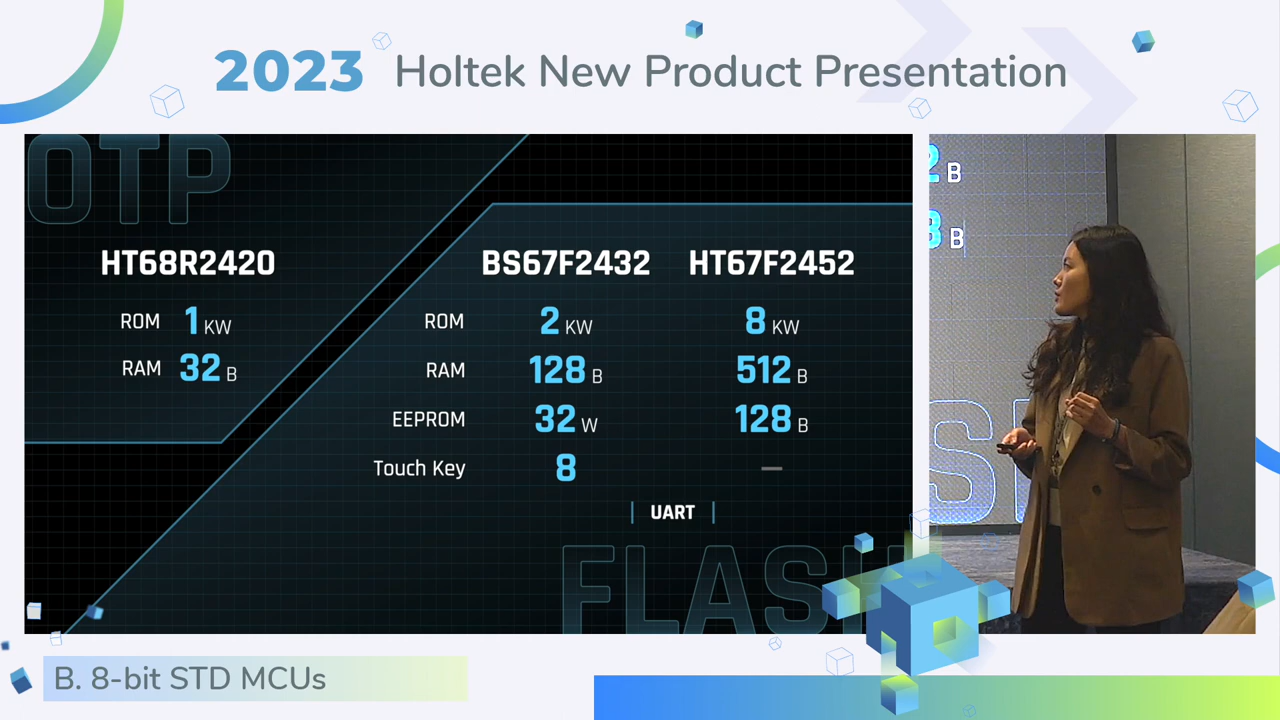 2023 Holtek New Product Presentation
OTP
HT68R2420
ROM 1 KW
RAM 32 B
BS67F2432 HT67F2452
ROM 2 KW 8 KW
RAM 128 B 512 B
EEPROM 32 W 128 B
Touch Key 8 —
| UART |
FLASH
2 B
B
B. 8-bit STD MCUs